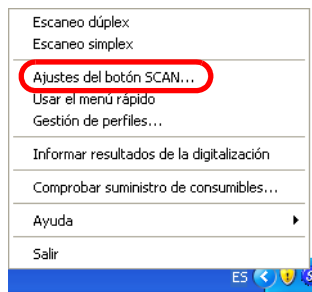 Escaneo dúplex
Escaneo simplex
Ajustes del botón SCAN...
Usar el menú rápido
Gestión de perfiles...
Informar resultados de la digitalización
Comprobar suministro de consumibles...
Ayuda
Salir
ES